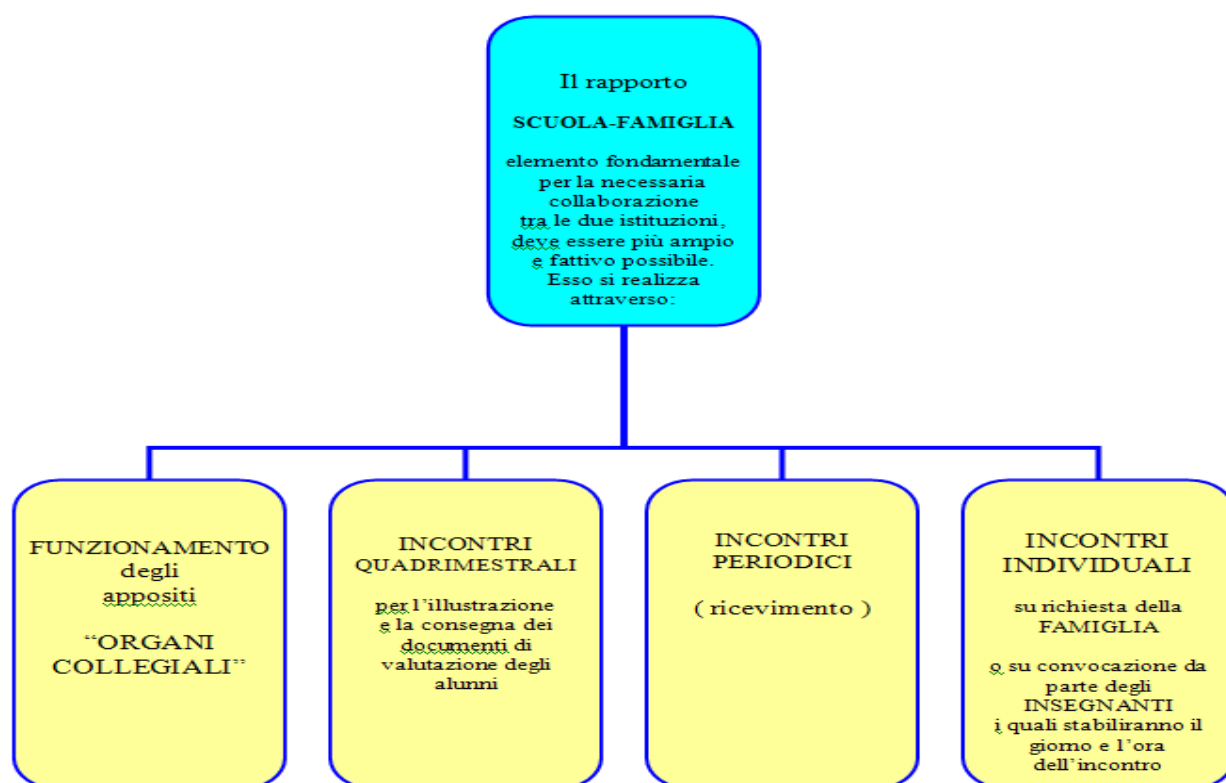 Il rapporto
SCUOLA-FAMIGLIA
elemento fondamentale
per la necessaria
collaborazione
tra le due istituzioni,
deve essere più ampio
e fattivo possibile.
Esso si realizza
attraverso:
FUNZIONAMENTO
degli
appositi
“ORGANI
COLLEGIALI”
INCONTRI
QUADRIMESTRALI
per l’illustrazione
e la consegna dei
documenti di
valutazione degli
alunni
INCONTRI
PERIODICI
( ricevimento )
INCONTRI
INDIVIDUALI
su richiesta della
FAMIGLIA
o su convocazione da
parte degli
INSEGNANTI
i quali stabiliranno il
giorno e l’ora
dell’incontro